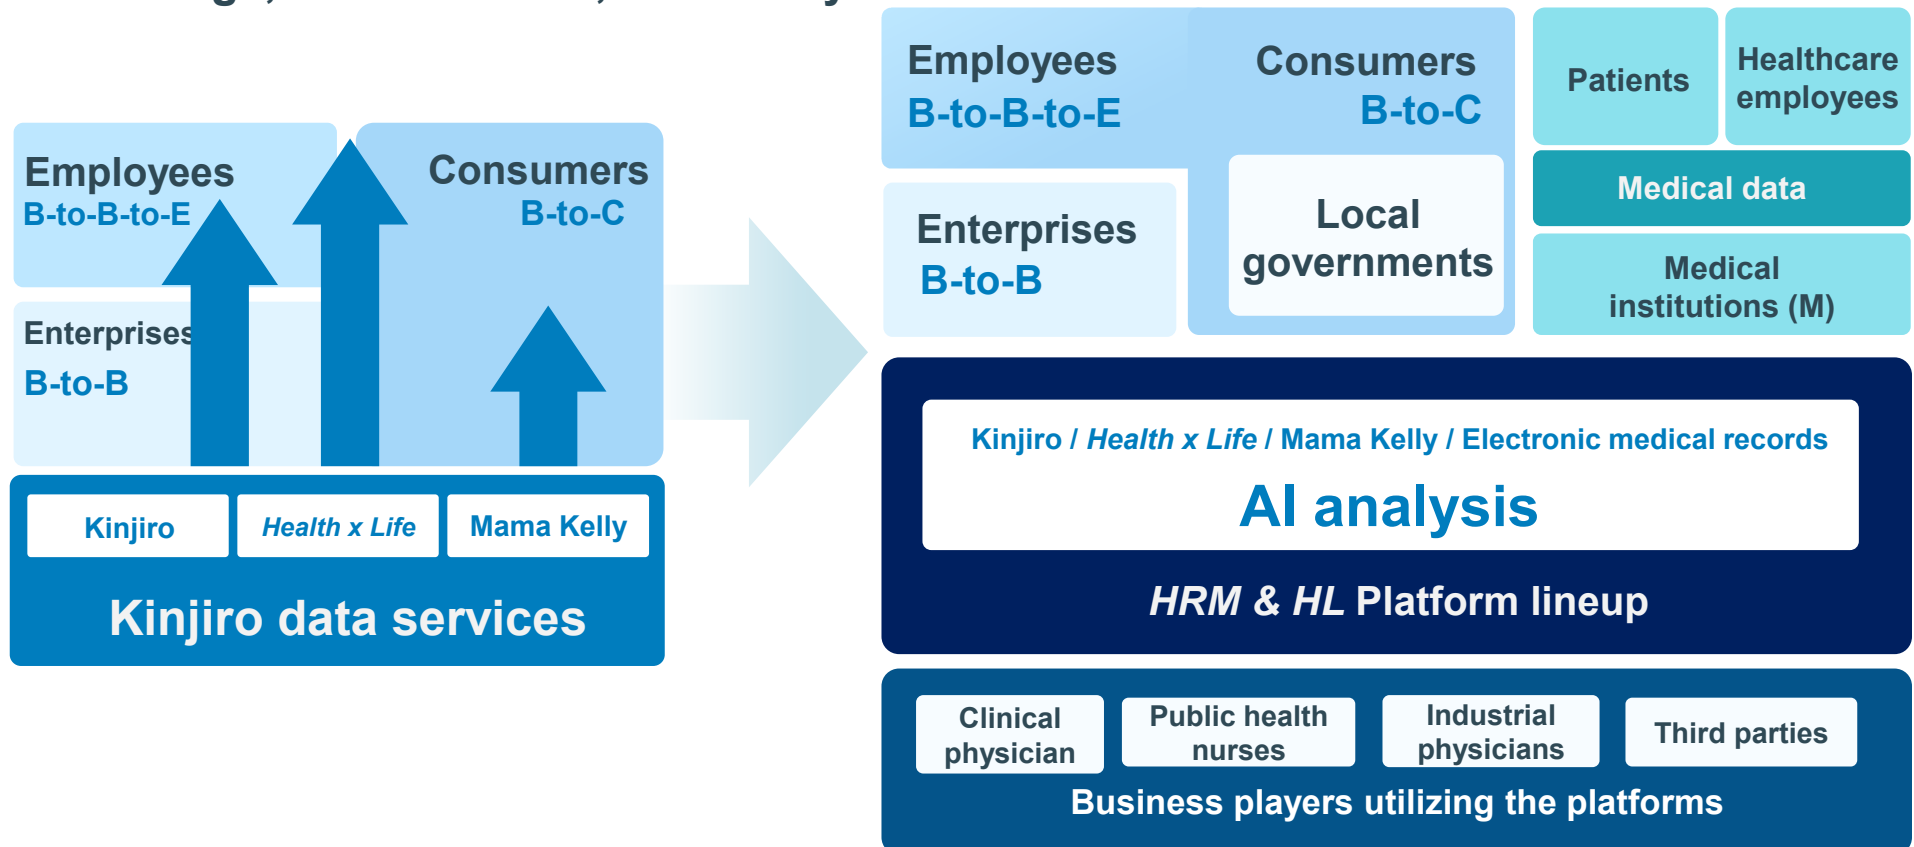 Employees
B-to-B-to-E
Consumers
B-to-C
Enterprises
B-to-B
Kinjiro
Health x Life
Mama Kelly
Kinjiro data services
Employees
B-to-B-to-E
Consumers
B-to-C
Enterprises
B-to-B
Local
governments
Patients
Healthcare
employees
Medical data
Medical
institutions (M)
Kinjiro / Health x Life / Mama Kelly / Electronic medical records
AI analysis
HRM & HL Platform lineup
Clinical
physician
Public health
nurses
Industrial
physicians
Third parties
Business players utilizing the platforms